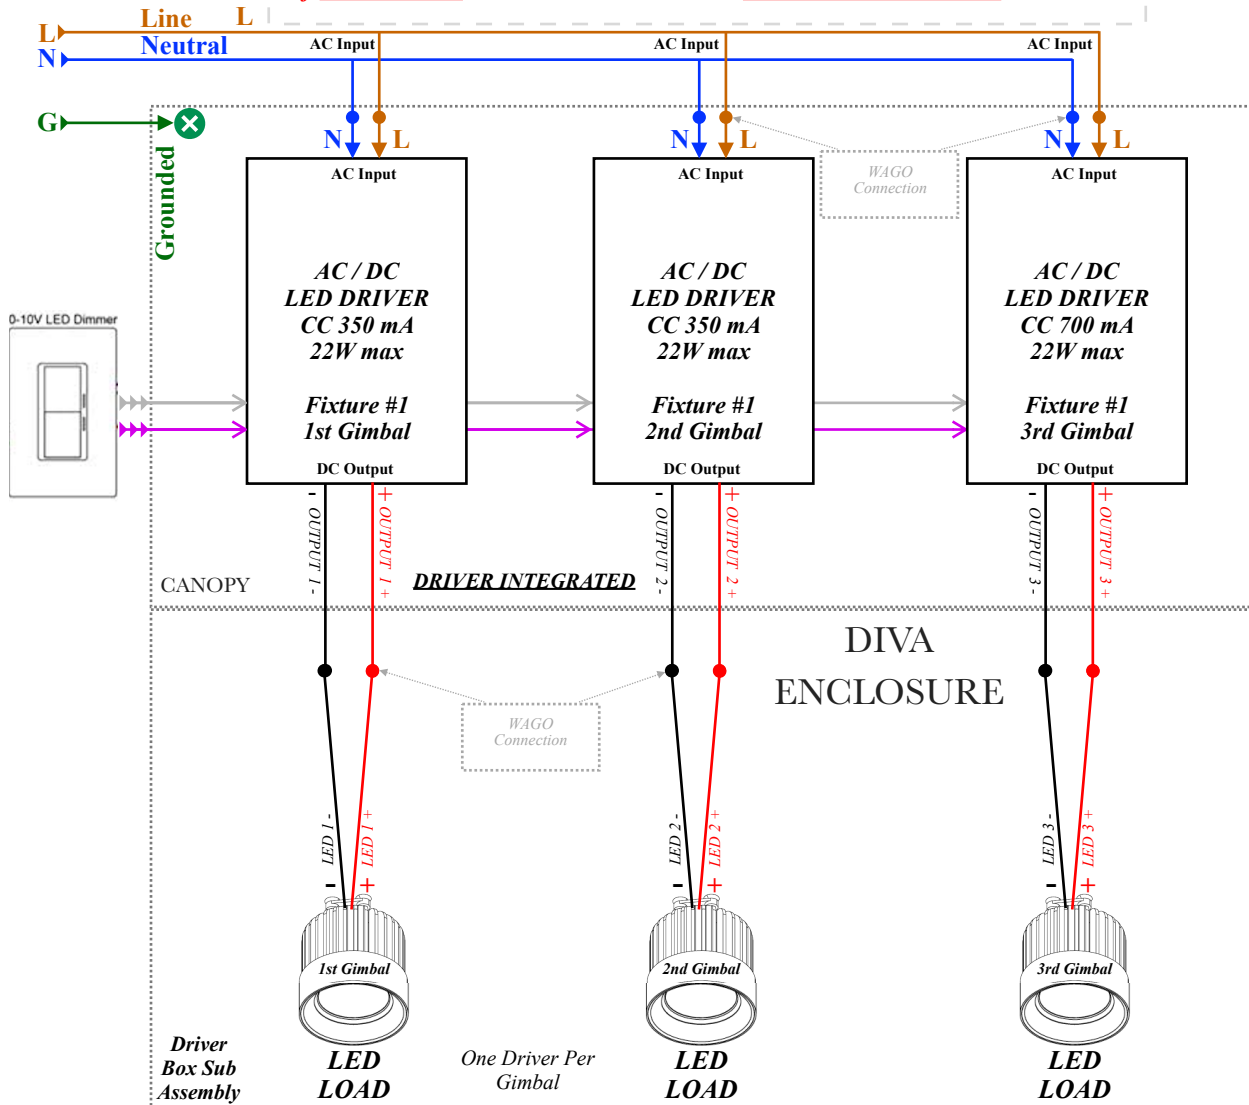 Line L
L
Neutral
N
AC Input AC Input AC Input
G
Grounded
N L N L N L
AC Input AC Input AC Input
WAGO
Connection
AC / DC
LED DRIVER
CC 350 mA
22W max
Fixture #1
1st Gimbal
DC Output
AC / DC
LED DRIVER
CC 350 mA
22W max
Fixture #1
2nd Gimbal
DC Output
AC / DC
LED DRIVER
CC 700 mA
22W max
Fixture #1
3rd Gimbal
DC Output
0-10V LED Dimmer
- +
OUTPUT 1 -
OUTPUT 1 +
- +
OUTPUT 2 -
OUTPUT 2 +
- +
OUTPUT 3 -
OUTPUT 3 +
CANOPY
DRIVER INTEGRATED
DIVA
ENCLOSURE
WAGO
Connection
LED 1 -
LED 1 +
- +
LED 2 -
LED 2 +
- +
LED 3 -
LED 3 +
- +
1st Gimbal
2nd Gimbal
3rd Gimbal
Driver
Box Sub
Assembly
LED
LOAD
One Driver Per
Gimbal
LED
LOAD
LED
LOAD